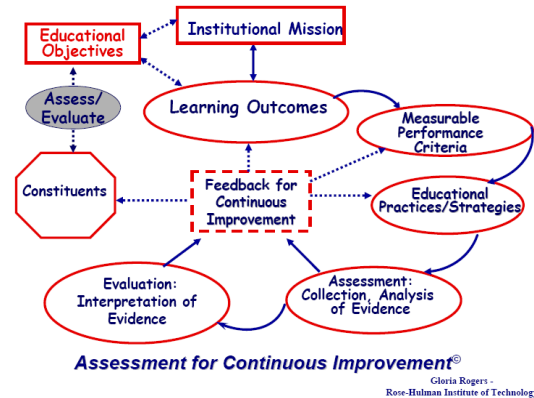 Educational
Objectives
Institutional Mission
Assess/
Evaluate
Learning Outcomes
Measurable
Performance
Criteria
Constituents
Feedback for
Continuous
Improvement
Educational
Practices/Strategies
Evaluation:
Interpretation of
Evidence
Assessment:
Collection, Analysis
of Evidence
Assessment for Continuous Improvement©
Gloria Rogers -
Rose-Hulman Institute of Technolog